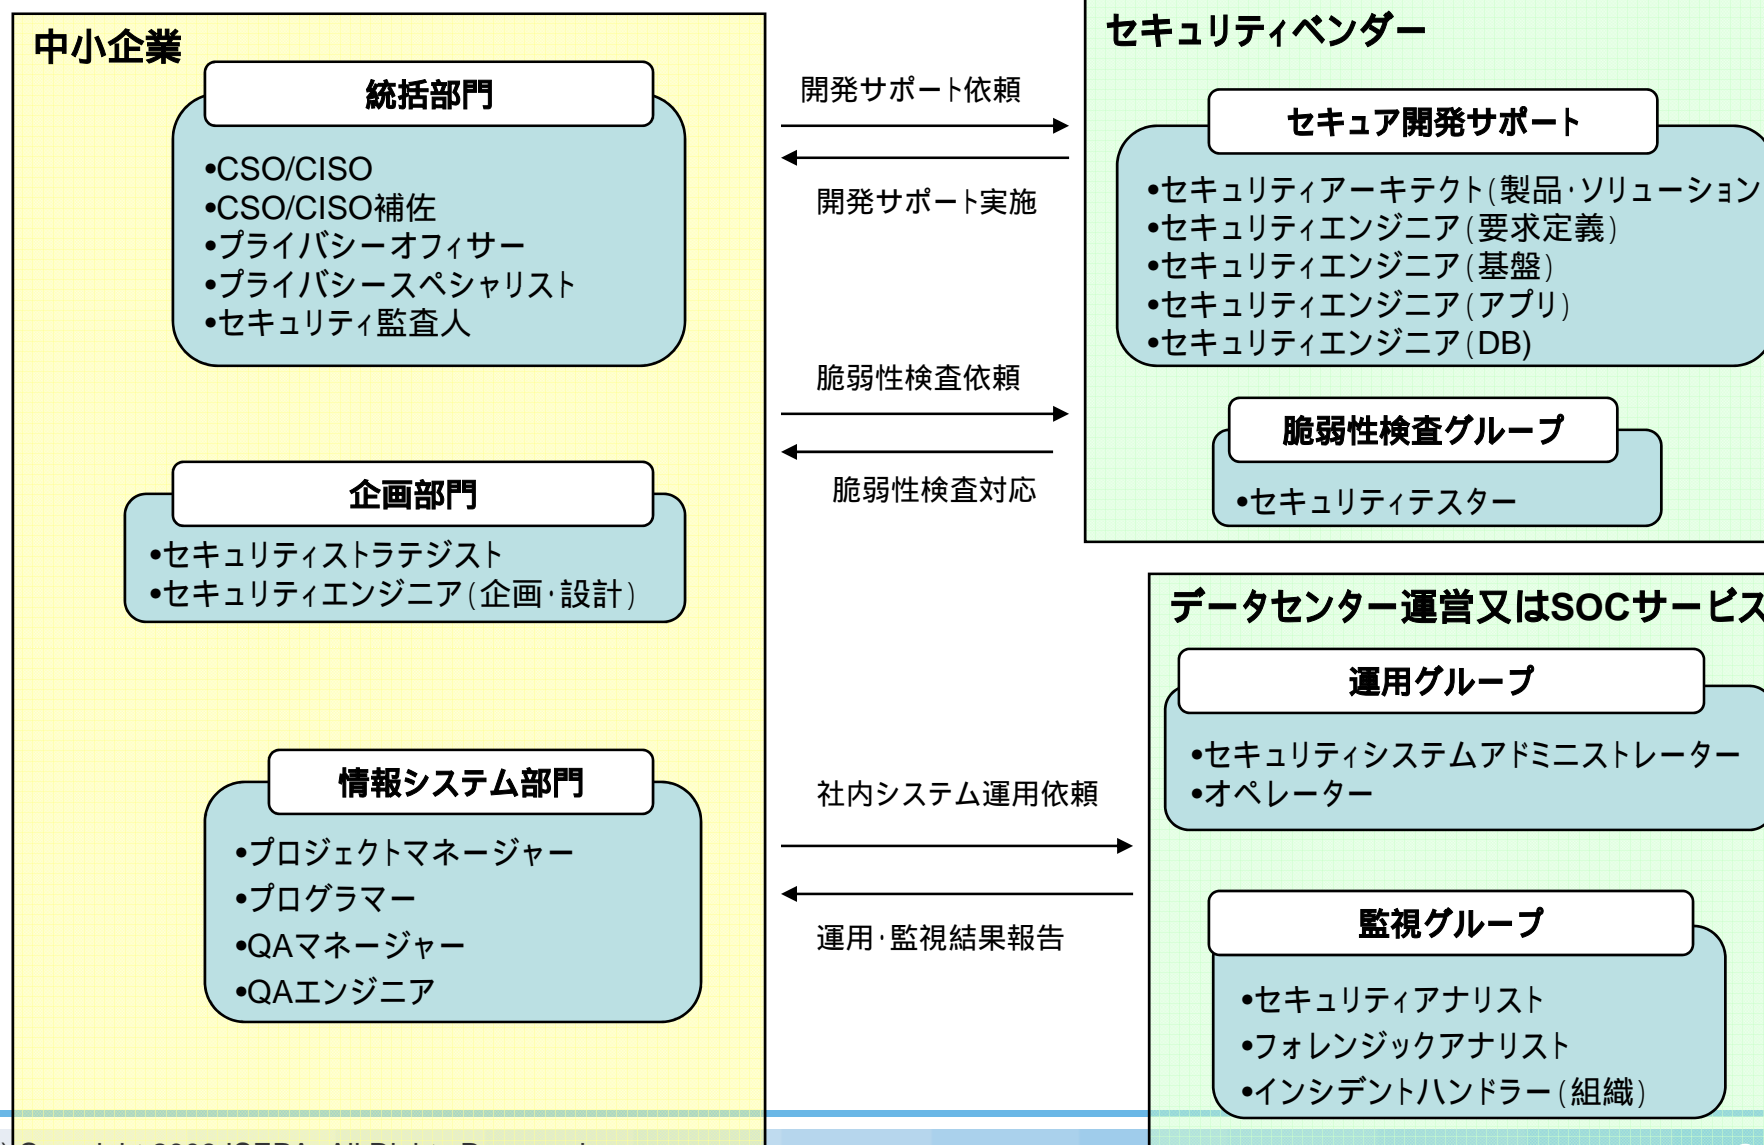 中小企業
統括部門
•CSO/CISO
•CSO/CISO補佐
•プライバシーオフィサー
•プライバシースペシャリスト
•セキュリティ監査人
企画部門
•セキュリティストラテジスト
•セキュリティエンジニア(企画・設計)
情報システム部門
•プロジェクトマネージャー
•プログラマー
•QAマネージャー
•QAエンジニア
開発サポート依頼
開発サポート実施
脆弱性検査依頼
脆弱性検査対応
社内システム運用依頼
運用・監視結果報告
セキュリティベンダー
セキュア開発サポート
•セキュリティアーキテクト(製品・ソリューション
•セキュリティエンジニア(要求定義)
•セキュリティエンジニア(基盤)
•セキュリティエンジニア(アプリ)
•セキュリティエンジニア(DB)
脆弱性検査グループ
•セキュリティテスター
データセンター運営又はSOCサービス
運用グループ
•セキュリティシステムアドミニストレーター
•オペレーター
監視グループ
•セキュリティアナリスト
•フォレンジックアナリスト
•インシデントハンドラー(組織)